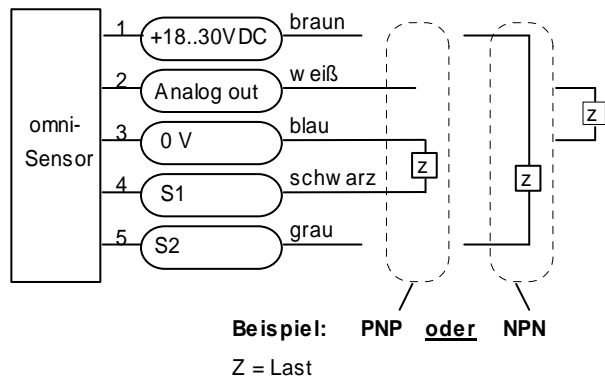 1 +18..30VDC braun
2 Analog out weiß
omni-
Sensor
3 0 V blau
z
z
4 S1 schwarz
z
5 S2 grau
Beispiel: PNP oder NPN
Z = Last